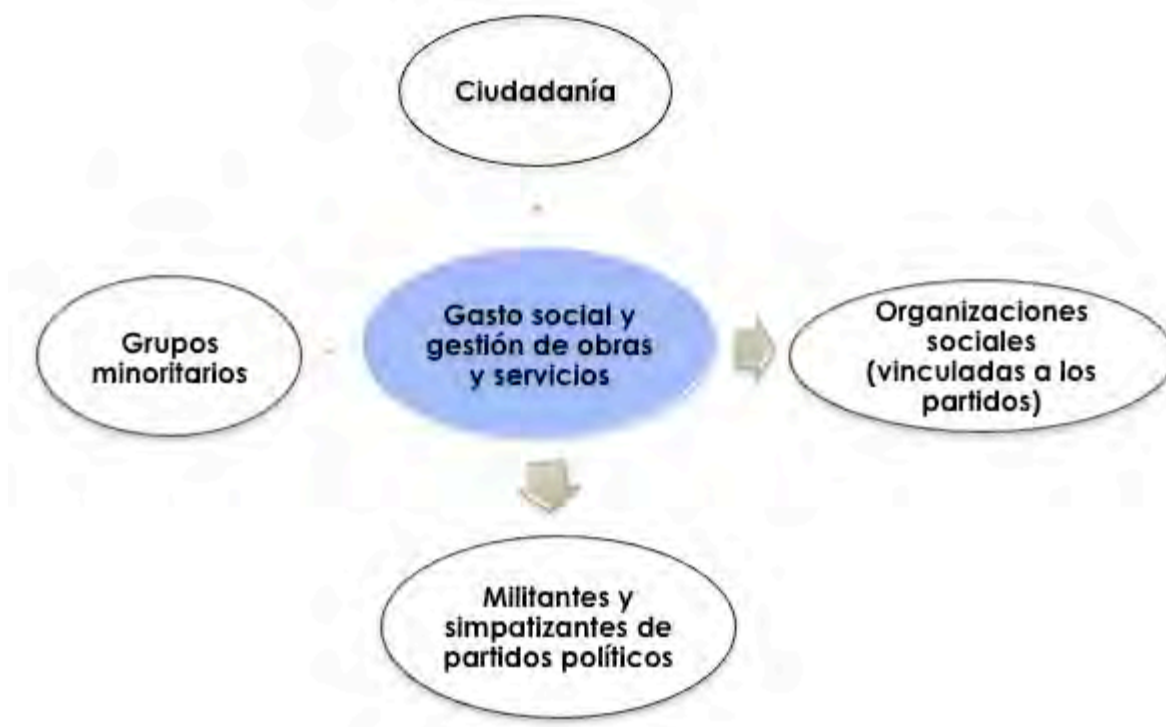 Ciudadanía
Grupos
minoritarios
Gasto social y
gestión de obras
y servicios
Organizaciones
sociales
(vinculadas a los
partidos)
Militantes y
simpatizantes de
partidos políticos